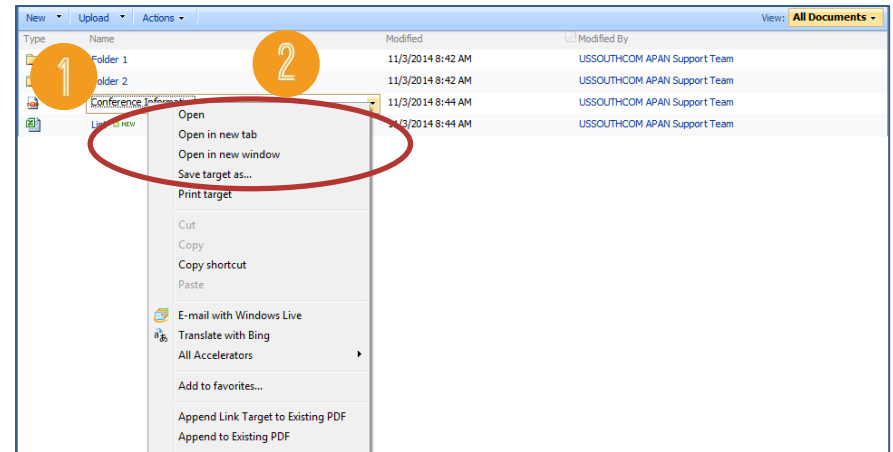 New Upload Actions View: All Documents
Type Name Modified Modified By
Folder 1 11/3/2014 8:42 AM USSOUTHCOM APAN Support Team
Folder 2 11/3/2014 8:42 AM USSOUTHCOM APAN Support Team
Conference Information 11/3/2014 8:44 AM USSOUTHCOM APAN Support Team
NEW 11/3/2014 8:44 AM USSOUTHCOM APAN Support Team
1
2
Open
Open in new tab
Open in new window
Save target as...
Print target
Cut
Copy
Copy shortcut
Paste
E-mail with Windows Live
Translate with Bing
All Accelerators
Add to favorites...
Append Link Target to Existing PDF
Append to Existing PDF